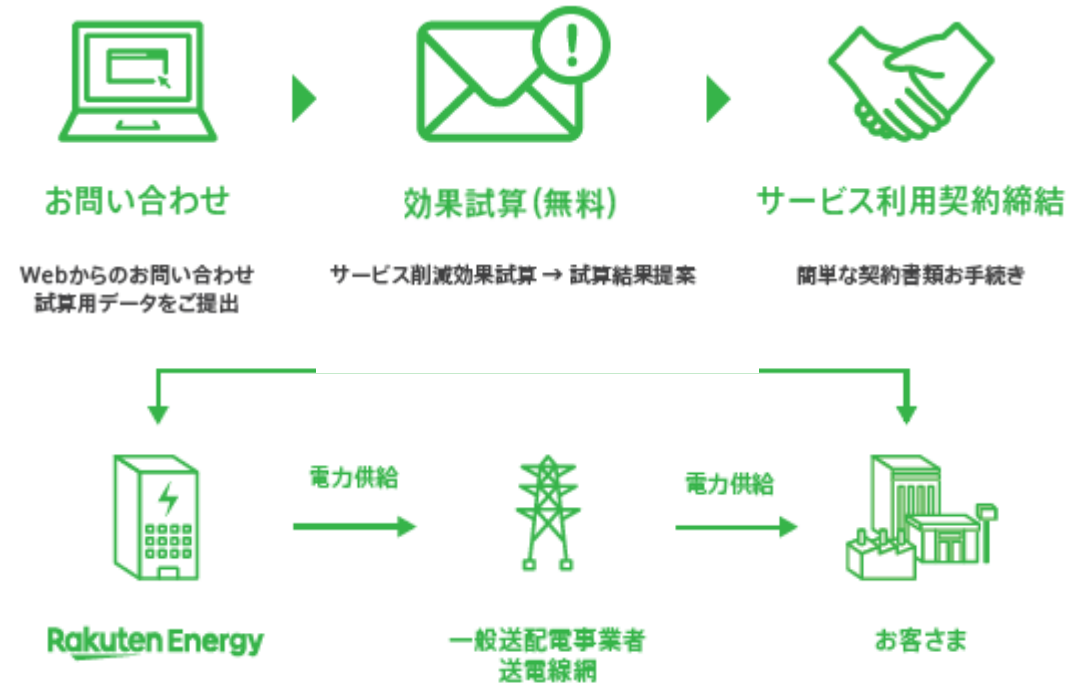 お問い合わせ
効果試算(無料)
サービス利用契約締結
Webからのお問い合わせ
試算用データをご提出
サービス削減効果試算 → 試算結果提案
簡単な契約書類お手続き
電力供給
電力供給
Rakuten Energy
一般送配電事業者
送電線網
お客さま